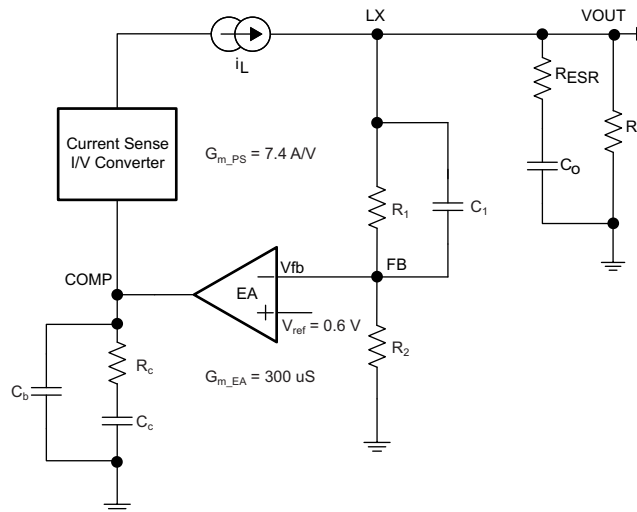 LX
VOUT
iL
RESR
Current Sense
I/V Converter
Gm_PS = 7.4 A/V
R
Co
R1
C1
Vfb
FB
COMP
EA
Vref = 0.6 V
R2
Rc
Gm_EA = 300 uS
Cb
Cc